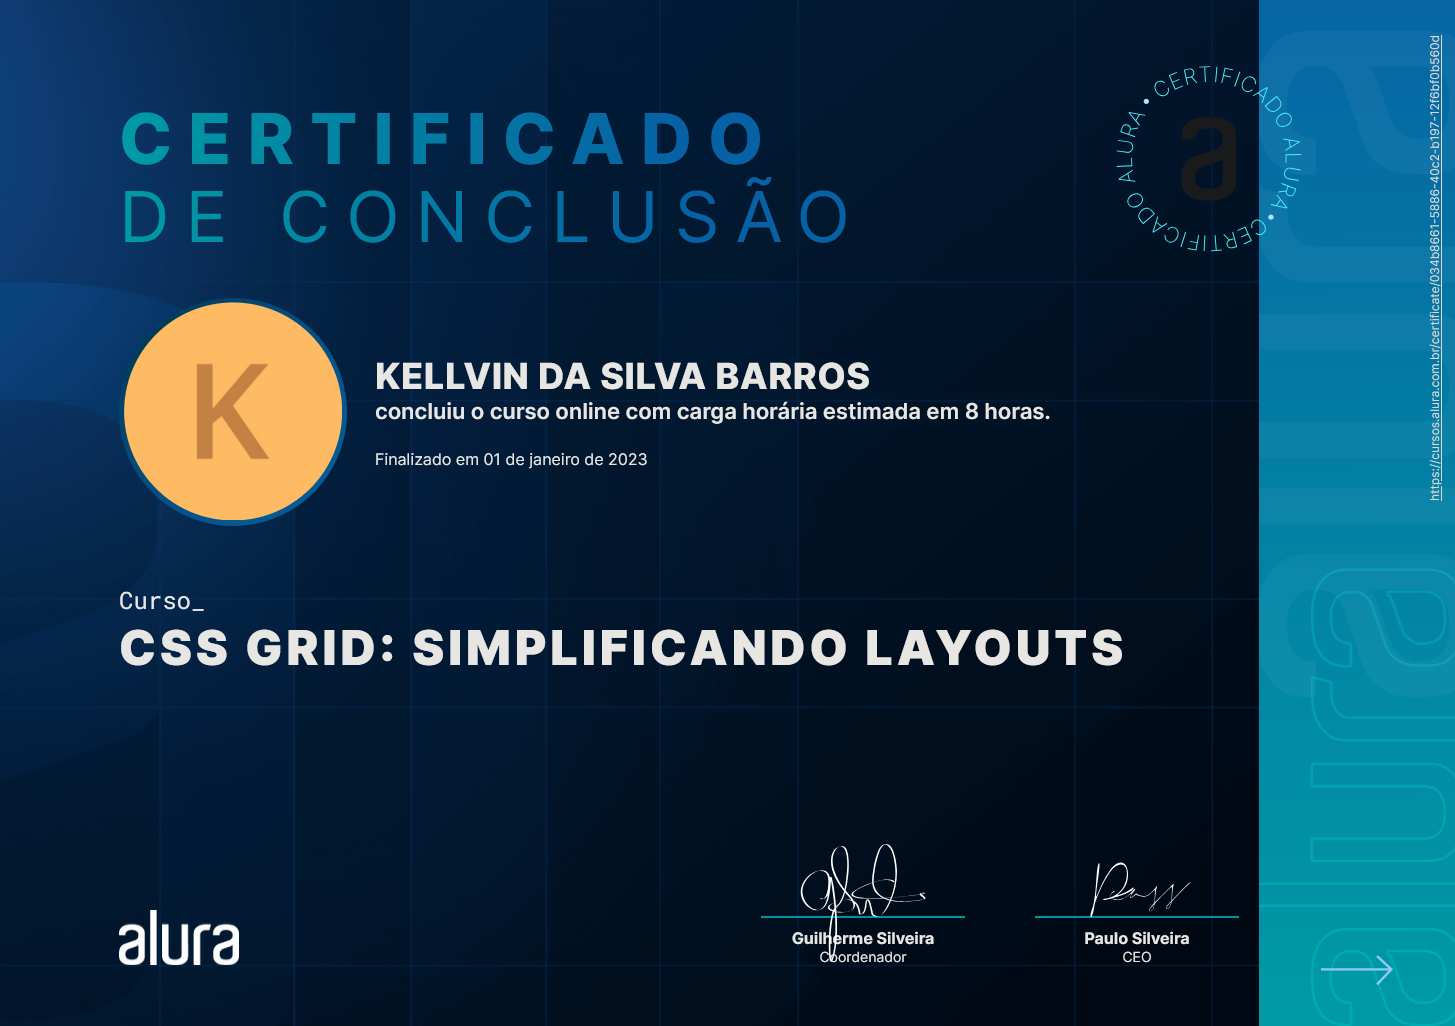 CERTIFICADO
DE CONCLUSÃO
• CERTIFICADO ALURA • CERTIFICADO ALURA
a
https://cursos.alura.com.br/certificate/034b8661-5886-40c2-b197-12f6bf0b560d
K
KELLVIN DA SILVA BARROS
concluiu o curso online com carga horária estimada em 8 horas.
Finalizado em 01 de janeiro de 2023
Curso_
CSS GRID: SIMPLIFICANDO LAYOUTS
alura
Guilherme Silveira
Coordenador
Paulo Silveira
CEO
alura
alura